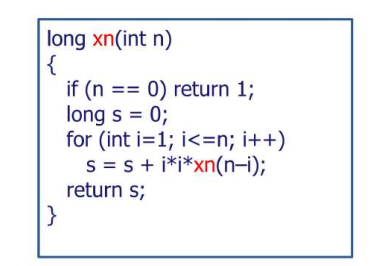 long xn(int n)
{
if (n == 0) return 1;
long s = 0;
for (int i=1; i<=n; i++)
s = s + i*i*xn(n–i);
return s;
}